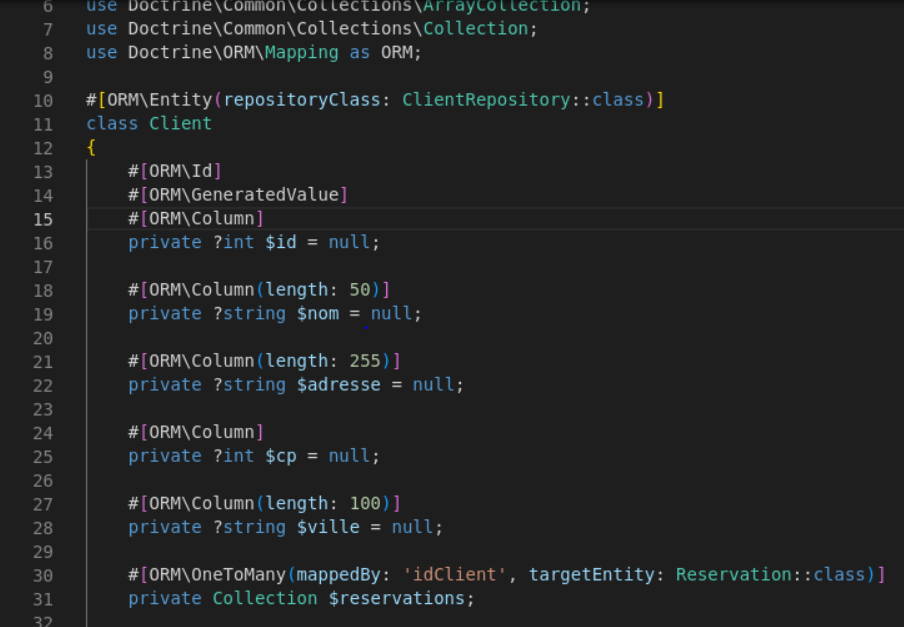 6 use Doctrine\Common\Collections\ArrayCollection;
7 use Doctrine\Common\Collections\Collection;
8 use Doctrine\ORM\Mapping as ORM;
9
10 #[ORM\Entity(repositoryClass: ClientRepository::class)]
11 class Client
12 {
13 #[ORM\Id]
14 #[ORM\GeneratedValue]
15 #[ORM\Column]
16 private ?int $id = null;
17
18 #[ORM\Column(length: 50)]
19 private ?string $nom = null;
20
21 #[ORM\Column(length: 255)]
22 private ?string $adresse = null;
23
24 #[ORM\Column]
25 private ?int $cp = null;
26
27 #[ORM\Column(length: 100)]
28 private ?string $ville = null;
29
30 #[ORM\OneToMany(mappedBy: 'idClient', targetEntity: Reservation::class)]
31 private Collection $reservations;
32